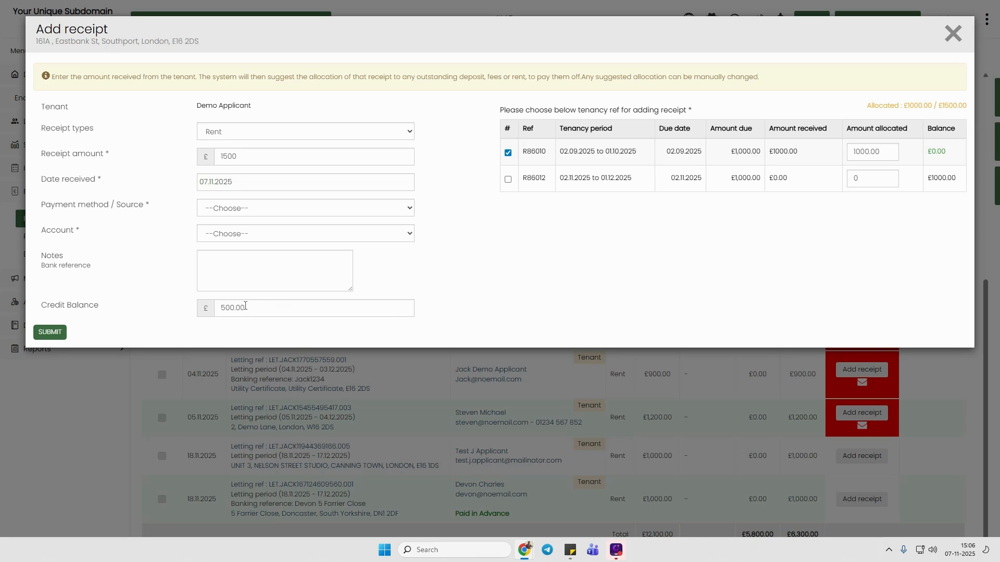 Your Unique Subdomain
Add receipt
161A , Eastbank St, Southport, London, E16 2DS
Enter the amount received from the tenant. The system will then suggest the allocation of that receipt to any outstanding deposit, fees or rent, to pay them off.Any suggested allocation can be manually changed.
Tenant Demo Applicant
Receipt types Rent
Receipt amount * £ 1500
Date received * 07.11.2025
Payment method / Source * --Choose--
Account * --Choose--
Notes
Bank reference
Credit Balance £ 500.00
SUBMIT
Allocated : £1000.00 / £1500.00
Please choose below tenancy ref for adding receipt *
# Ref Tenancy period Due date Amount due Amount received Amount allocated Balance
R86010 02.09.2025 to 01.10.2025 02.09.2025 £1,000.00 £1000.00 1000.00 £0.00
R86012 02.11.2025 to 01.12.2025 02.11.2025 £1,000.00 £0.00 0 £1000.00
Reports
Letting ref : LET.JACK1770557559.001
04.11.2025 Letting period (04.11.2025 - 03.12.2025)
Banking reference: Jack1234
Utility Certificate, Utility Certificate, E16 2DS
Tenant
Jack Demo Applicant
Jack@noemail.com
Rent £900.00 - £0.00 £900.00 Add receipt
Letting ref : LET.JACK15455495417.003
05.11.2025 Letting period (05.11.2025 - 04.12.2025)
2, Demo Lane, London, W16 2DS
Tenant
Steven Michael
steven@noemail.com - 01234 567 852
Rent £1,200.00 - £0.00 £1,200.00 Add receipt
Letting ref : LET.JACK11944369166.005
18.11.2025 Letting period (18.11.2025 - 17.12.2025)
UNIT 3, NELSON STREET STUDIO, CANNING TOWN, LONDON, E16 1DS
Tenant
Test J Applicant
test.j.applicant@mailinator.com
Rent £1,000.00 - £0.00 £1,000.00 Add receipt
Letting ref : LET.JACK167124609560.001
18.11.2025 Letting period (18.11.2025 - 17.12.2025)
Banking reference: Devon 5 Farrier Close
5 Farrier Close, Doncaster, South Yorkshire, DN1 2DF
Tenant
Devon Charles
devon@noemail.com
Paid in Advance
Rent £1,000.00 - £0.00 £1,000.00 Add receipt
Total £12,100.00 £5,800.00 £6,300.00
Search
15:06
07-11-2025